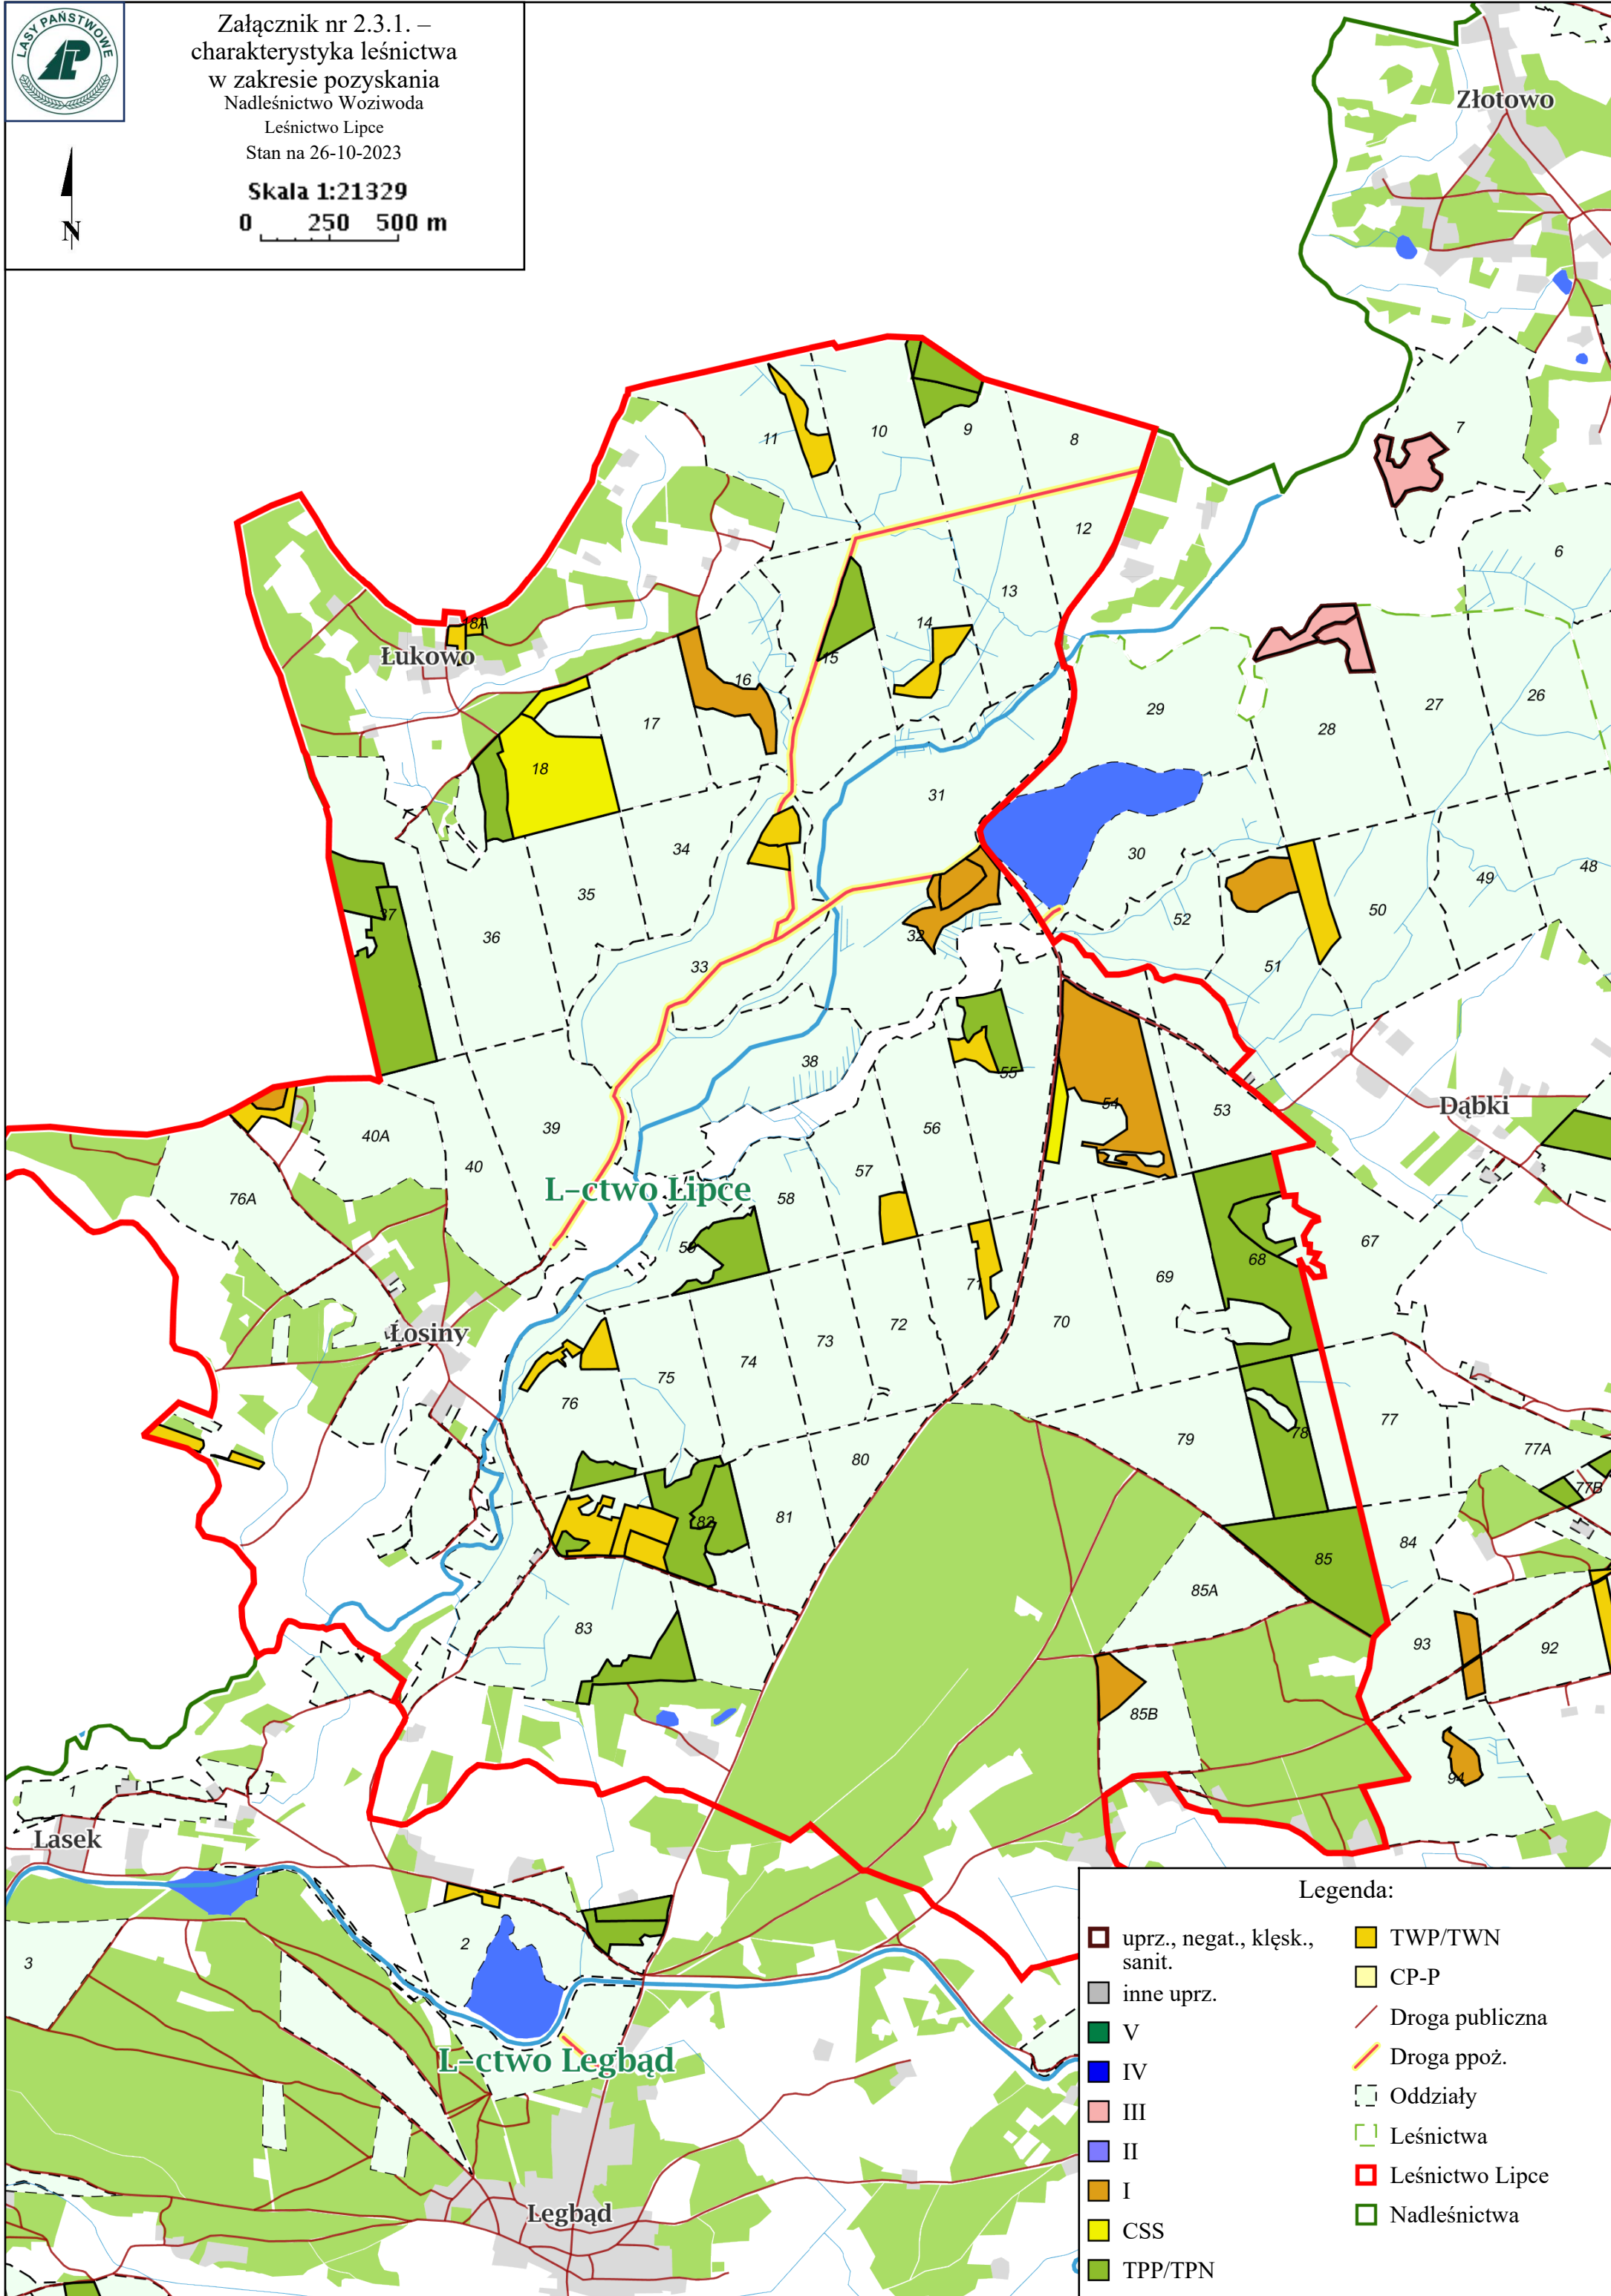 LASY PAŃSTWOWE
LP
Załącznik nr 2.3.1. –
charakterystyka leśnictwa
w zakresie pozyskania
Nadleśnictwo Woziwoda
Leśnictwo Lipce
Stan na 26-10-2023
Skala 1:21329
0 250 500 m
N
Złotowo
7
11
10
9
8
12
6
13
14
18A
Łukowo
15
16
17
29
28
27
26
18
31
30
34
35
37
36
32
52
50
49
48
33
51
38
55
54
53
Dąbki
40A
39
56
40
57
L-ctwo Lipce
76A
58
59
67
68
69
71
70
72
73
74
75
Łosiny
76
77
78
79
80
77A
77B
81
82
84
85
85A
83
93
92
85B
94
1
Lasek
2
3
L-ctwo Legbąd
Legbąd
Legenda:
uprz., negat., klęsk.,
sanit.
inne uprz.
V
IV
III
II
I
CSS
TPP/TPN
TWP/TWN
CP-P
Droga publiczna
Droga ppoż.
Oddziały
Leśnictwa
Leśnictwo Lipce
Nadleśnictwa